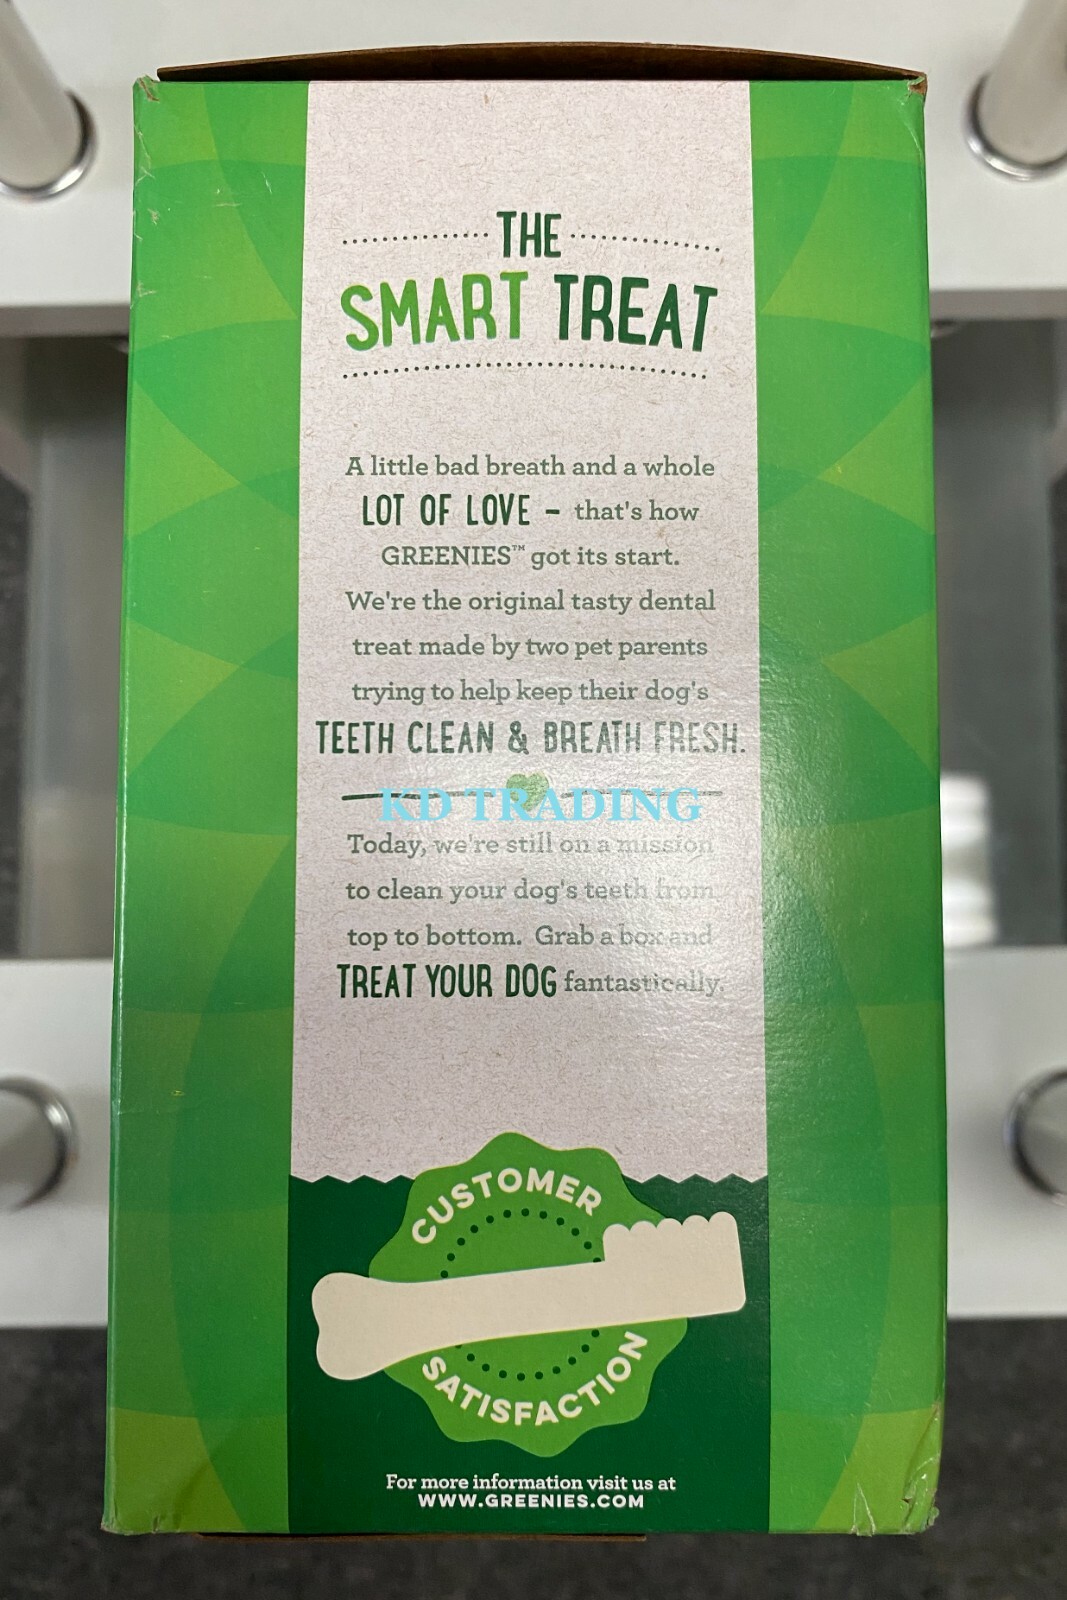 THE
SMART TREAT
A little bad breath and a whole
LOT OF LOVE – that's how
GREENIES™ got its start.
We're the original tasty dental
treat made by two pet parents
trying to help keep their dog's
TEETH CLEAN & BREATH FRESH.
KD TRADING
Today, we're still on a mission
to clean your dog's teeth from
top to bottom. Grab a box and
TREAT YOUR DOG fantastically.
CUSTOMER
SATISFACTION
For more information visit us at
WWW.GREENIES.COM